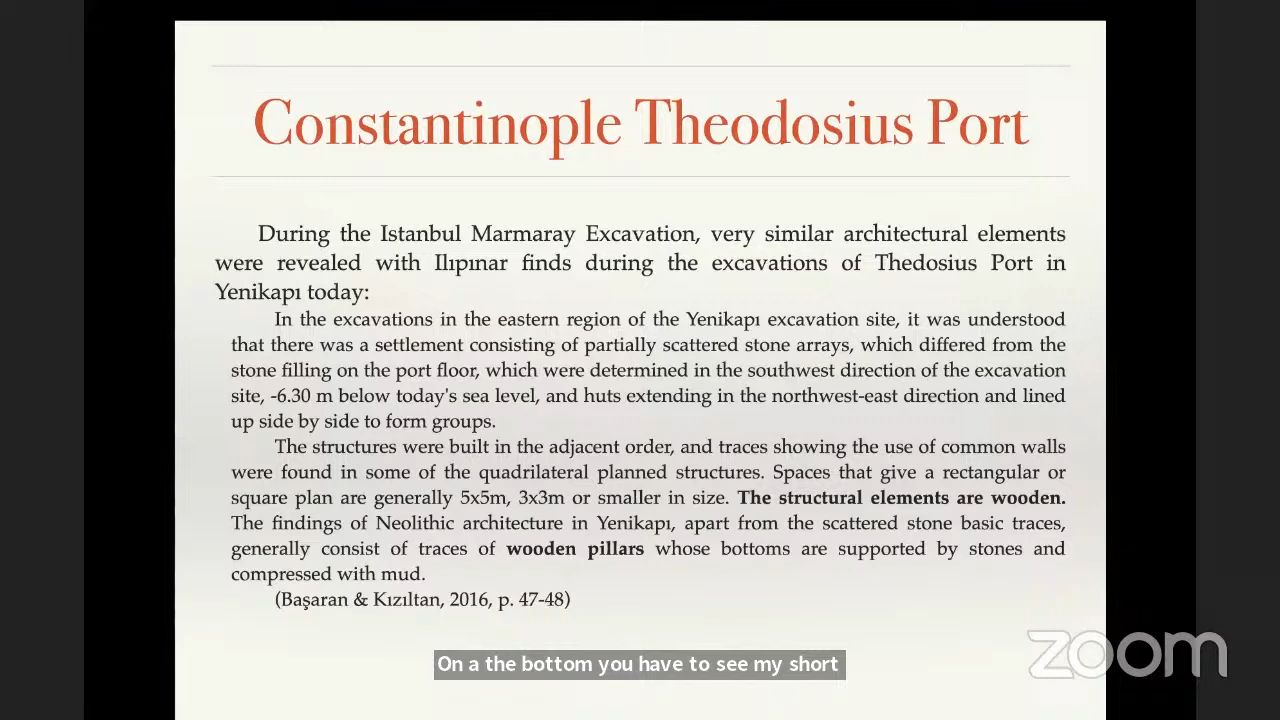 Constantinople Theodosius Port
During the Istanbul Marmaray Excavation, very similar architectural elements
were revealed with Ilıpınar finds during the excavations of Thedosius Port in
Yenikapı today:
In the excavations in the eastern region of the Yenikapı excavation site, it was understood
that there was a settlement consisting of partially scattered stone arrays, which differed from the
stone filling on the port floor, which were determined in the southwest direction of the excavation
site, -6.30 m below today's sea level, and huts extending in the northwest-east direction and lined
up side by side to form groups.
The structures were built in the adjacent order, and traces showing the use of common walls
were found in some of the quadrilateral planned structures. Spaces that give a rectangular or
square plan are generally 5x5m, 3x3m or smaller in size. The structural elements are wooden.
The findings of Neolithic architecture in Yenikapı, apart from the scattered stone basic traces,
generally consist of traces of wooden pillars whose bottoms are supported by stones and
compressed with mud.
(Başaran & Kızıltan, 2016, p. 47-48)
On a the bottom you have to see my short
zoom